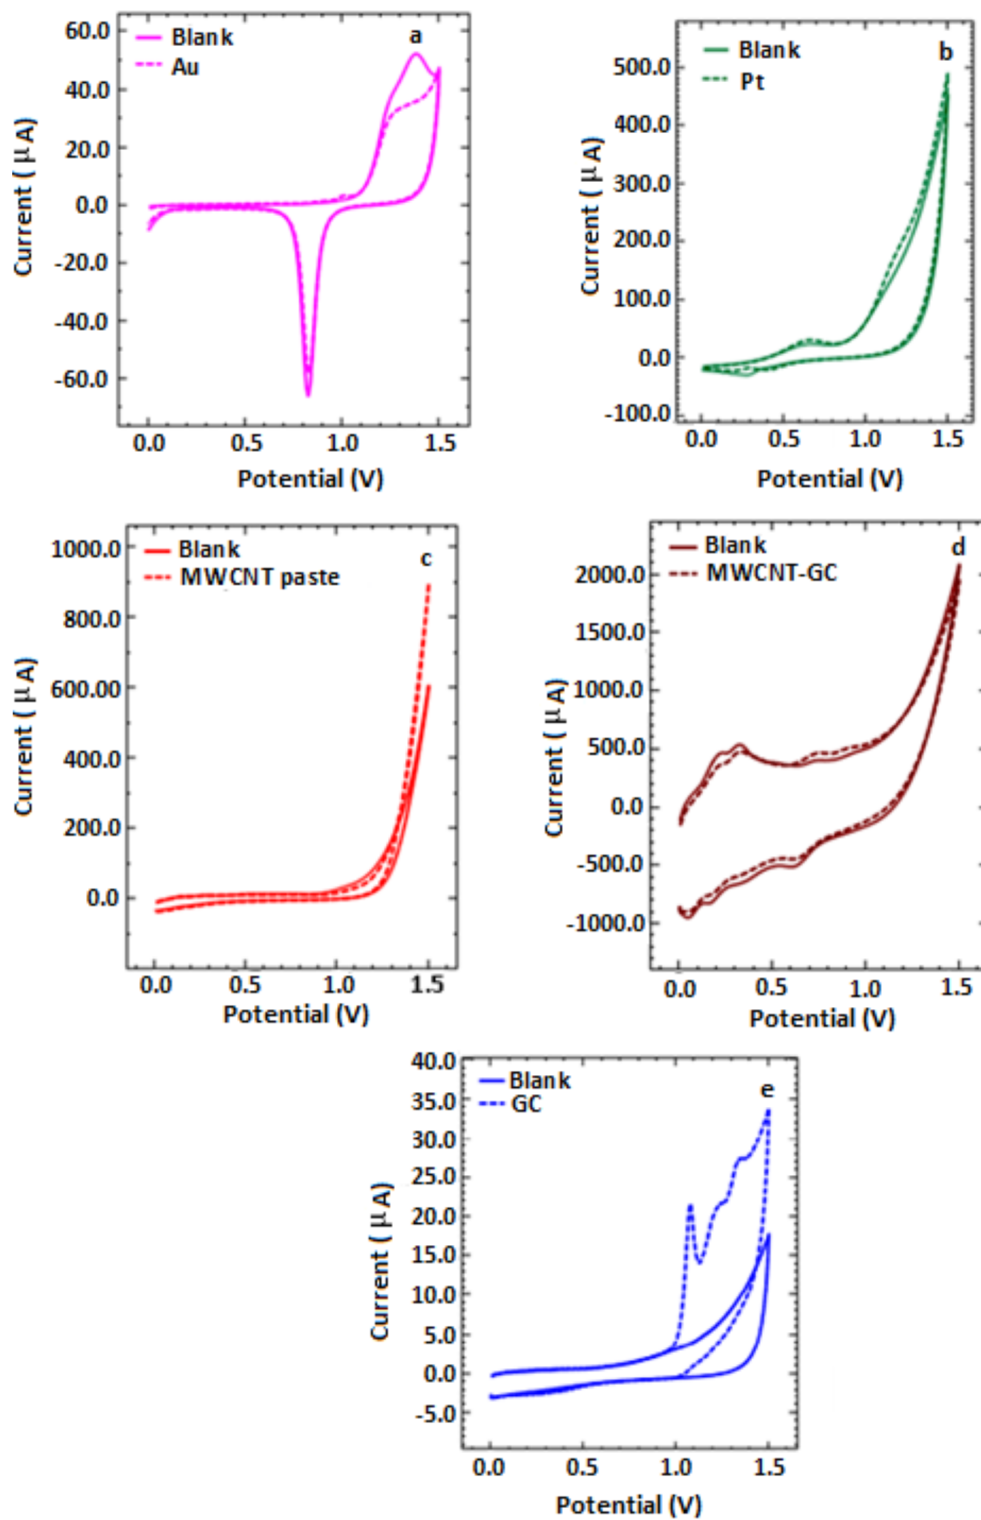 60.0
40.0
20.0
0.0
-20.0
-40.0
-60.0
Current ( μA)
Blank
Au
a
0.0 0.5 1.0 1.5
Potential (V)
500.0
400.0
300.0
200.0
100.0
0.0
-100.0
Current ( μA)
Blank
Pt
b
0.0 0.5 1.0 1.5
Potential (V)
1000.0
800.0
600.00
400.0
200.0
0.0
Current ( μA)
Blank
MWCNT paste
c
0.0 0.5 1.0 1.5
Potential (V)
2000.0
1500.0
1000.0
500.0
0.0
-500.0
-1000.0
Current ( μA)
Blank
MWCNT-GC
d
0.0 0.5 1.0 1.5
Potential (V)
40.0
35.0
30.0
25.0
20.0
15.0
10.0
5.0
0.0
-5.0
Current ( μA)
Blank
GC
e
0.0 0.5 1.0 1.5
Potential (V)